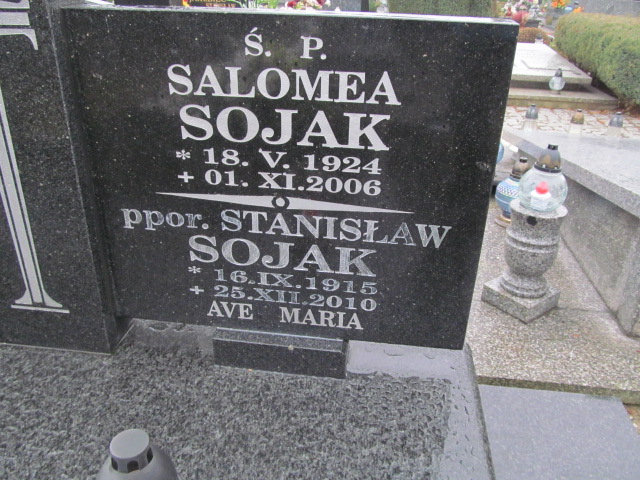 Ś. P.
SALOMEA
SOJAK
* 18. V. 1924
+ 01. XI. 2006
ppor. STANISŁAW
SOJAK
* 16.IX.1915
+ 25.XII.2010
AVE MARIA